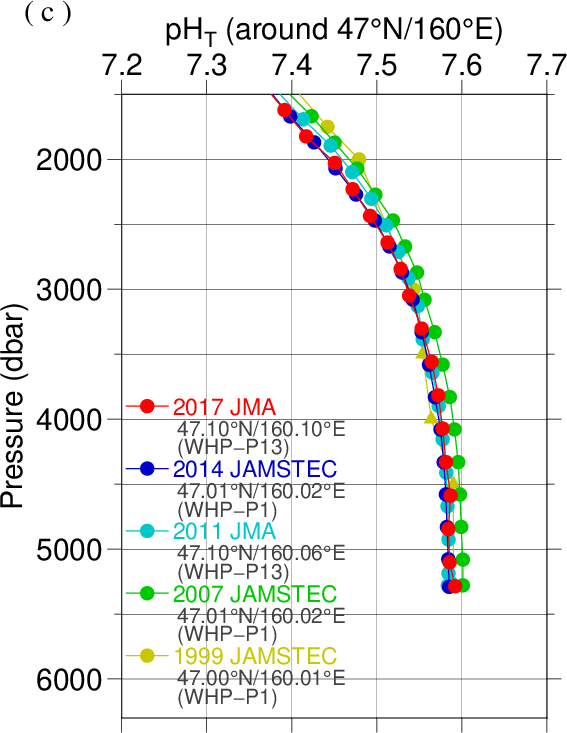 ( c )
pH_T (around 47°N/160°E)
7.2 7.3 7.4 7.5 7.6 7.7
2000
3000
4000
5000
6000
Pressure (dbar)
2017 JMA
47.10°N/160.10°E
(WHP−P13)
2014 JAMSTEC
47.01°N/160.02°E
(WHP−P1)
2011 JMA
47.10°N/160.06°E
(WHP−P13)
2007 JAMSTEC
47.01°N/160.02°E
(WHP−P1)
1999 JAMSTEC
47.00°N/160.01°E
(WHP−P1)